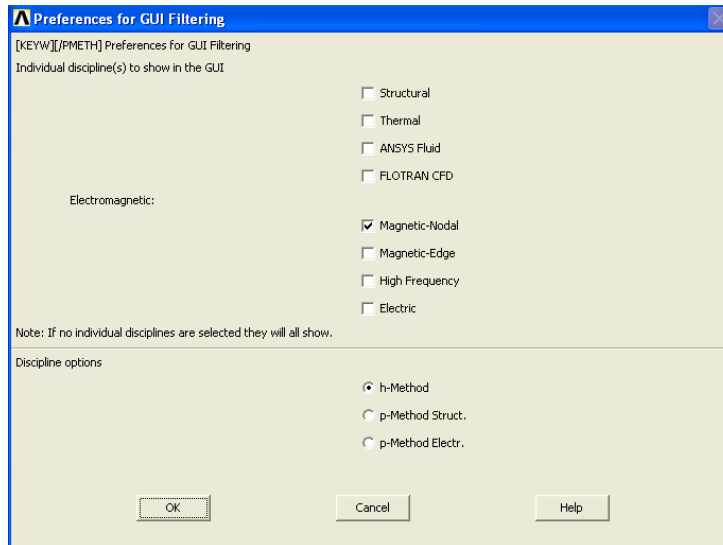 Preferences for GUI Filtering
[KEYW][/PMETH] Preferences for GUI Filtering
Individual discipline(s) to show in the GUI
Structural
Thermal
ANSYS Fluid
FLOTRAN CFD
Electromagnetic:
Magnetic-Nodal
Magnetic-Edge
High Frequency
Electric
Note: If no individual disciplines are selected they will all show.
Discipline options
h-Method
p-Method Struct.
p-Method Electr.
OK Cancel Help